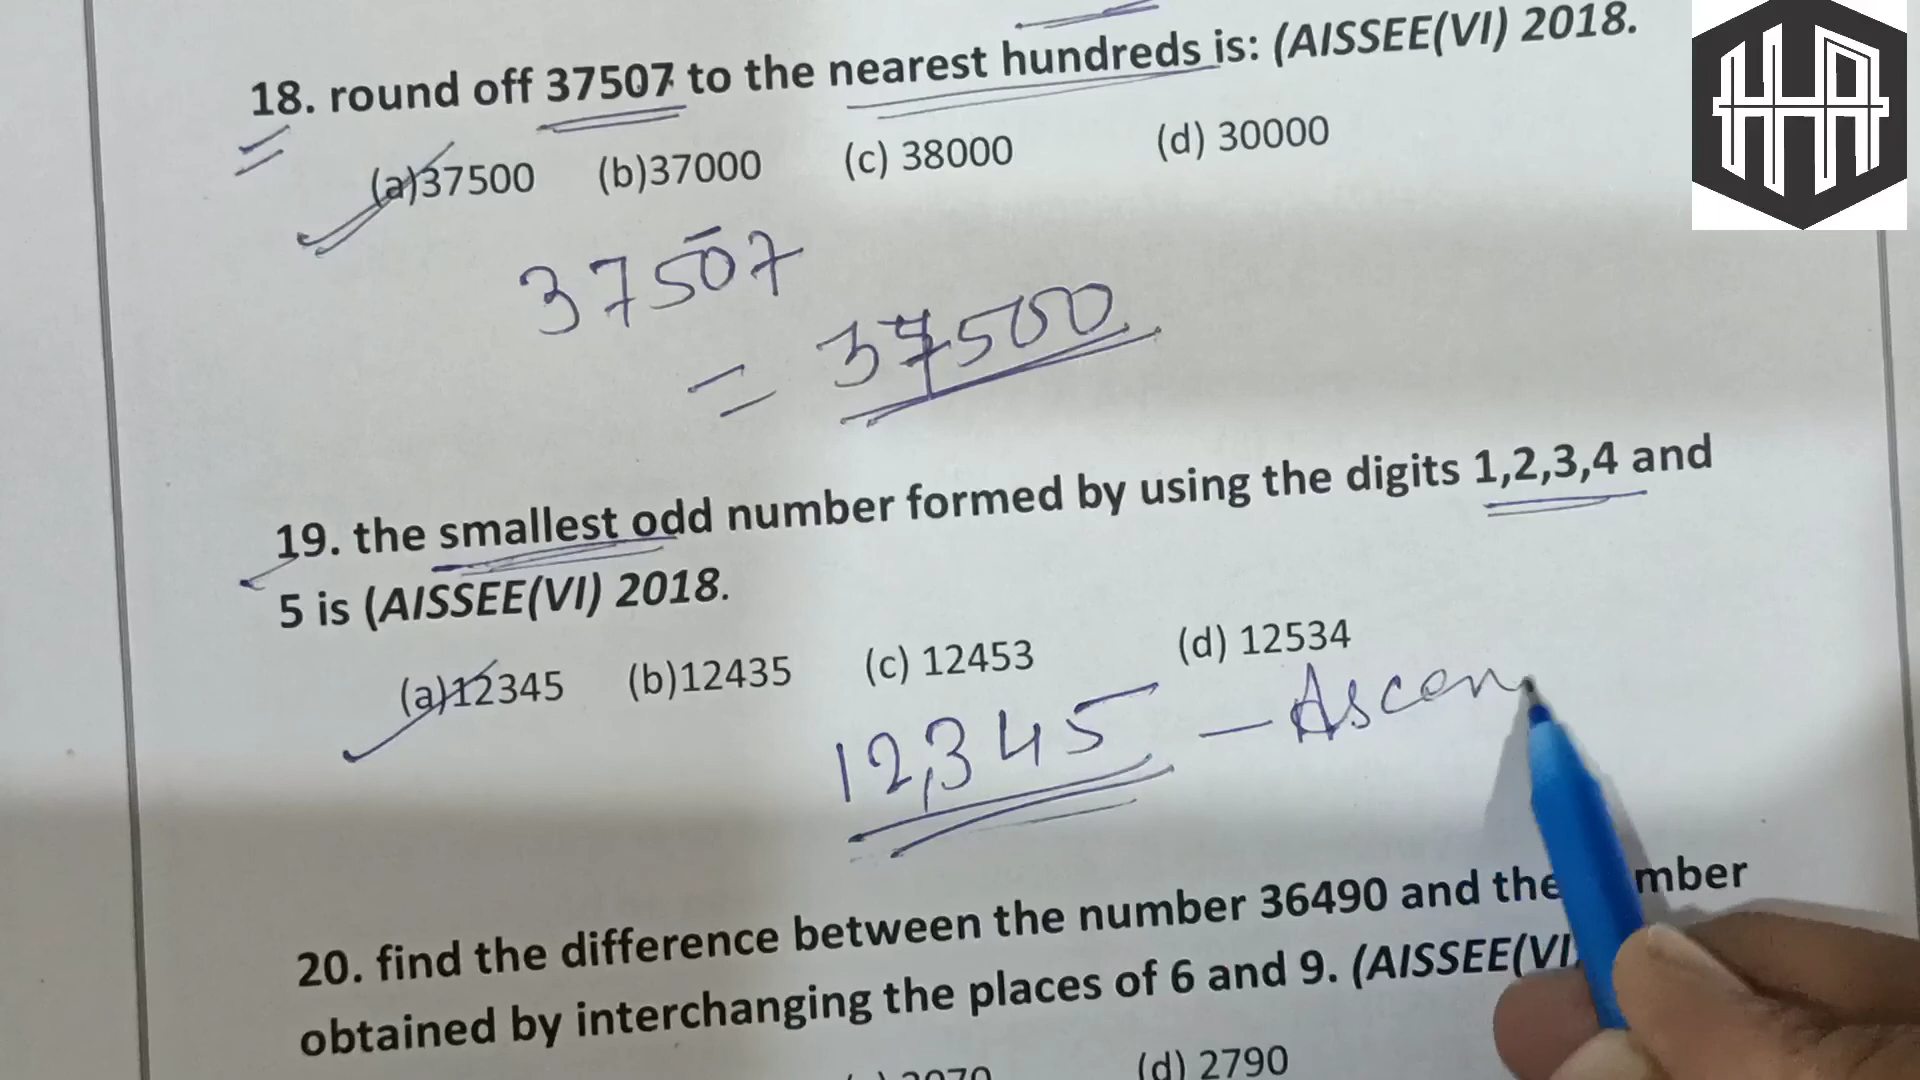 18. round off 37507 to the nearest hundreds is: (AISSEE(VI) 2018.
(a)37500 (b)37000 (c) 38000 (d) 30000
37507
= 37500
19. the smallest odd number formed by using the digits 1,2,3,4 and
5 is (AISSEE(VI) 2018.
(a)12345 (b)12435 (c) 12453 (d) 12534
12,345 — Ascen
20. find the difference between the number 36490 and the
obtained by interchanging the places of 6 and 9. (AISSEE(VI
(d) 2790